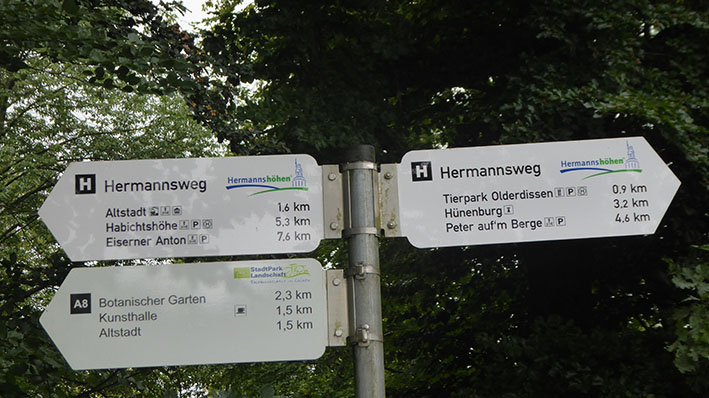 H Hermannsweg Hermannshöhen
Altstadt 1.6 km
Habichtshöhe P 5,3 km
Eiserner Anton P 7,6 km
A8 StadtPark Landschaft
Botanischer Garten 2,3 km
Kunsthalle 1,5 km
Altstadt 1,5 km
H Hermannsweg Hermannshöhen
Tierpark Olderdissen P 0.9 km
Hünenburg 3,2 km
Peter auf'm Berge P 4,6 km